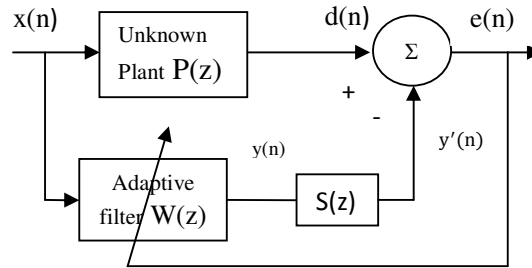 x(n)
Unknown
Plant P(z)
d(n)
Σ
e(n)
+
-
y(n)
y'(n)
Adaptive
filter W(z)
S(z)